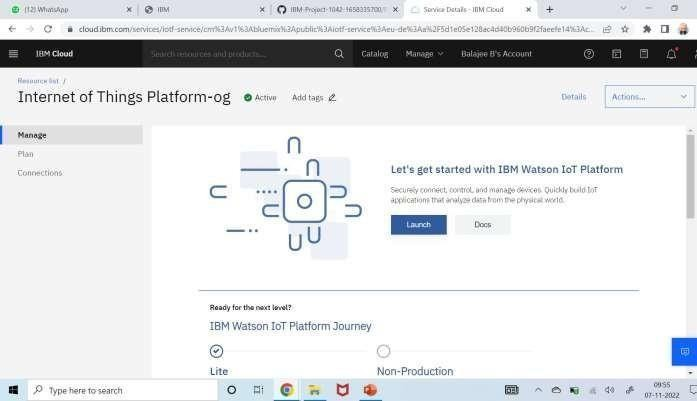 (12) WhatsApp
IBM
IBM-Project-1042-1658335700/
Service Details - IBM Cloud
cloud.ibm.com/services/iotf-service/crn%3Av1%3Abluemix%3Apublic%3Aiotf-service%3Aeu-de%3Aa%2F5d1e05e128ac4d40b960b9f2faeefe14%3Ac...
IBM Cloud
Search resources and products...
Catalog
Manage
Balajee B's Account
Resource list /
Internet of Things Platform-og
Active
Add tags
Details
Actions...
Manage
Plan
Connections
Let's get started with IBM Watson IoT Platform
Securely connect, control, and manage devices. Quickly build IoT
applications that analyze data from the physical world.
Launch
Docs
Ready for the next level?
IBM Watson IoT Platform Journey
Lite
Non-Production
Type here to search
09:55
07-11-2022